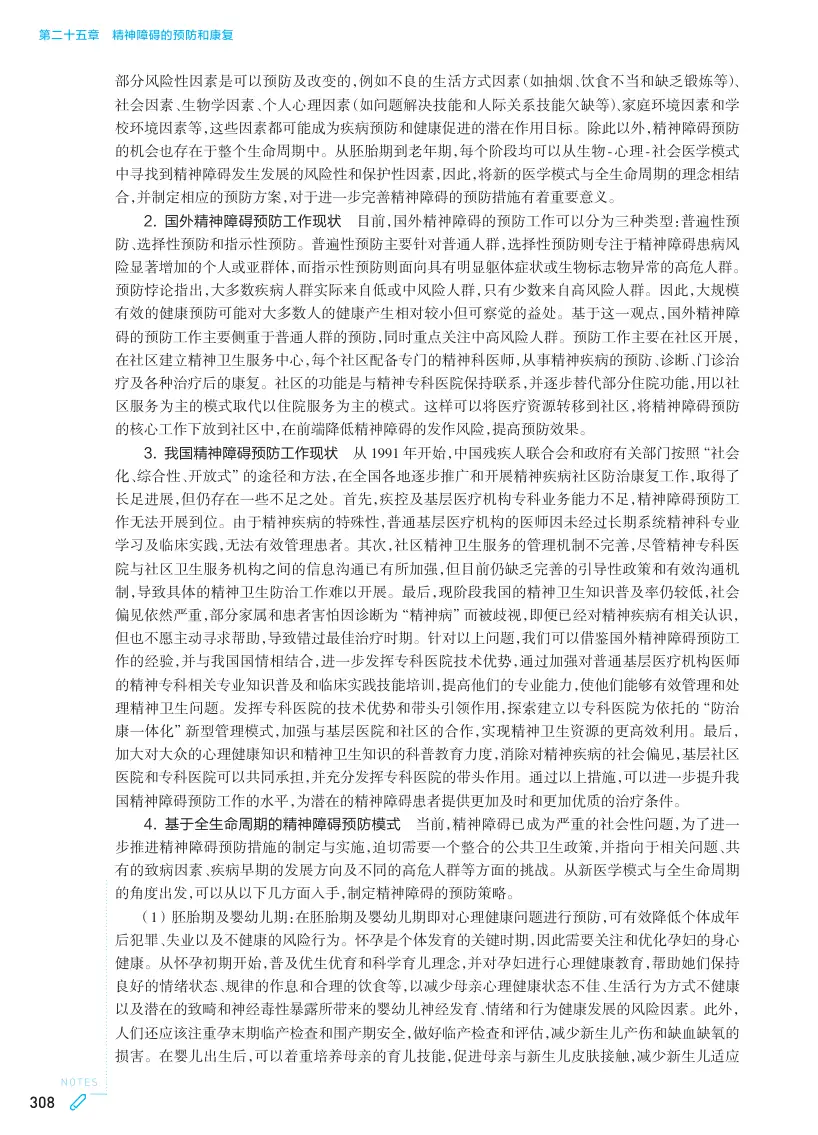 第二十五章 精神障碍的预防和康复
部分风险性因素是可以预防及改变的,例如不良的生活方式因素(如抽烟、饮食不当和缺乏锻炼等)、
社会因素、生物学因素、个人心理因素(如问题解决技能和人际关系技能欠缺等)、家庭环境因素和学
校环境因素等,这些因素都可能成为疾病预防和健康促进的潜在作用目标。除此以外,精神障碍预防
的机会也存在于整个生命周期中。从胚胎期到老年期,每个阶段均可以从生物-心理-社会医学模式
中寻找到精神障碍发生发展的风险性和保护性因素,因此,将新的医学模式与全生命周期的理念相结
合,并制定相应的预防方案,对于进一步完善精神障碍的预防措施有着重要意义。
2. 国外精神障碍预防工作现状 目前,国外精神障碍的预防工作可以分为三种类型:普遍性预
防、选择性预防和指示性预防。普遍性预防主要针对普通人群,选择性预防则专注于精神障碍患病风
险显著增加的个人或亚群体,而指示性预防则面向具有明显躯体症状或生物标志物异常的高危人群。
预防悖论指出,大多数疾病人群实际来自低或中风险人群,只有少数来自高风险人群。因此,大规模
有效的健康预防可能对大多数人的健康产生相对较小但可察觉的益处。基于这一观点,国外精神障
碍的预防工作主要侧重于普通人群的预防,同时重点关注中高风险人群。预防工作主要在社区开展,
在社区建立精神卫生服务中心,每个社区配备专门的精神科医师,从事精神疾病的预防、诊断、门诊治
疗及各种治疗后的康复。社区的功能是与精神专科医院保持联系,并逐步替代部分住院功能,用以社
区服务为主的模式取代以住院服务为主的模式。这样可以将医疗资源转移到社区,将精神障碍预防
的核心工作下放到社区中,在前端降低精神障碍的发作风险,提高预防效果。
3. 我国精神障碍预防工作现状 从 1991 年开始,中国残疾人联合会和政府有关部门按照“社会
化、综合性、开放式”的途径和方法,在全国各地逐步推广和开展精神疾病社区防治康复工作,取得了
长足进展,但仍存在一些不足之处。首先,疾控及基层医疗机构专科业务能力不足,精神障碍预防工
作无法开展到位。由于精神疾病的特殊性,普通基层医疗机构的医师因未经过长期系统精神科专业
学习及临床实践,无法有效管理患者。其次,社区精神卫生服务的管理机制不完善,尽管精神专科医
院与社区卫生服务机构之间的信息沟通已有所加强,但目前仍缺乏完善的引导性政策和有效沟通机
制,导致具体的精神卫生防治工作难以开展。最后,现阶段我国的精神卫生知识普及率仍较低,社会
偏见依然严重,部分家属和患者害怕因诊断为“精神病”而被歧视,即便已经对精神疾病有相关认识,
但也不愿主动寻求帮助,导致错过最佳治疗时期。针对以上问题,我们可以借鉴国外精神障碍预防工
作的经验,并与我国国情相结合,进一步发挥专科医院技术优势,通过加强对普通基层医疗机构医师
的精神专科相关专业知识普及和临床实践技能培训,提高他们的专业能力,使他们能够有效管理和处
理精神卫生问题。发挥专科医院的技术优势和带头引领作用,探索建立以专科医院为依托的“防治
康一体化”新型管理模式,加强与基层医院和社区的合作,实现精神卫生资源的更高效利用。最后,
加大对大众的心理健康知识和精神卫生知识的科普教育力度,消除对精神疾病的社会偏见,基层社区
医院和专科医院可以共同承担,并充分发挥专科医院的带头作用。通过以上措施,可以进一步提升我
国精神障碍预防工作的水平,为潜在的精神障碍患者提供更加及时和更加优质的治疗条件。
4. 基于全生命周期的精神障碍预防模式 当前,精神障碍已成为严重的社会性问题,为了进一
步推进精神障碍预防措施的制定与实施,迫切需要一个整合的公共卫生政策,并指向于相关问题、共
有的致病因素、疾病早期的发展方向及不同的高危人群等方面的挑战。从新医学模式与全生命周期
的角度出发,可以从以下几方面入手,制定精神障碍的预防策略。
(1)胚胎期及婴幼儿期:在胚胎期及婴幼儿期即对心理健康问题进行预防,可有效降低个体成年
后犯罪、失业以及不健康的风险行为。怀孕是个体发育的关键时期,因此需要关注和优化孕妇的身心
健康。从怀孕初期开始,普及优生优育和科学育儿理念,并对孕妇进行心理健康教育,帮助她们保持
良好的情绪状态、规律的作息和合理的饮食等,以减少母亲心理健康状态不佳、生活行为方式不健康
以及潜在的致畸和神经毒性暴露所带来的婴幼儿神经发育、情绪和行为健康发展的风险因素。此外,
人们还应该注重孕末期临产检查和围产期安全,做好临产检查和评估,减少新生儿产伤和缺血缺氧的
损害。在婴儿出生后,可以着重培养母亲的育儿技能,促进母亲与新生儿皮肤接触,减少新生儿适应
NOTES
308